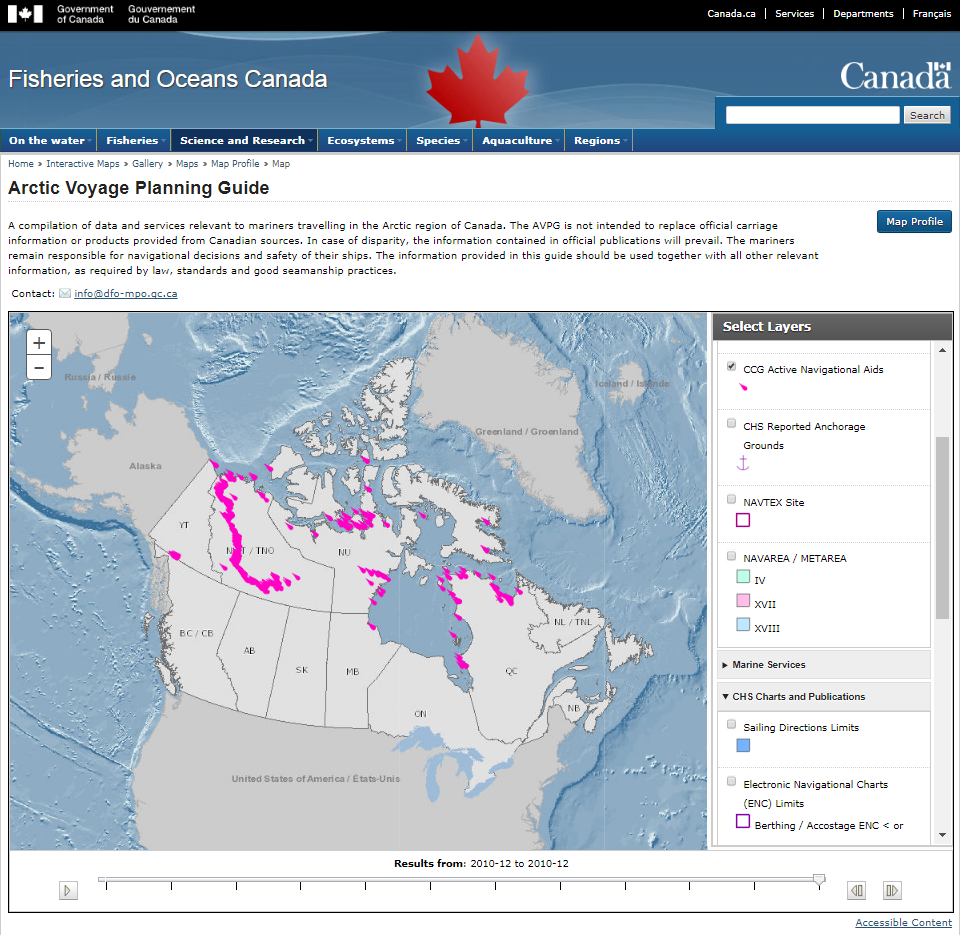 Government of Canada
Gouvernement du Canada
Canada.ca | Services | Departments | Français
Fisheries and Oceans Canada
Canada
Search
On the water
Fisheries
Science and Research
Ecosystems
Species
Aquaculture
Regions
Home » Interactive Maps » Gallery » Maps » Map Profile » Map
Arctic Voyage Planning Guide
Map Profile
A compilation of data and services relevant to mariners travelling in the Arctic region of Canada. The AVPG is not intended to replace official carriage
information or products provided from Canadian sources. In case of disparity, the information contained in official publications will prevail. The mariners
remain responsible for navigational decisions and safety of their ships. The information provided in this guide should be used together with all other relevant
information, as required by law, standards and good seamanship practices.
Contact: info@dfo-mpo.gc.ca
+
−
Russia / Russie
Iceland / Islande
Greenland / Groenland
Alaska
YT
NWT / TNO
NU
BC / CB
AB
SK
MB
ON
QC
NL / TNL
NB
United States of America / États-Unis
Select Layers
CCG Active Navigational Aids
CHS Reported Anchorage
Grounds
NAVTEX Site
NAVAREA / METAREA
IV
XVII
XVIII
Marine Services
CHS Charts and Publications
Sailing Directions Limits
Electronic Navigational Charts
(ENC) Limits
Berthing / Accostage ENC < or
Results from: 2010-12 to 2010-12
Accessible Content